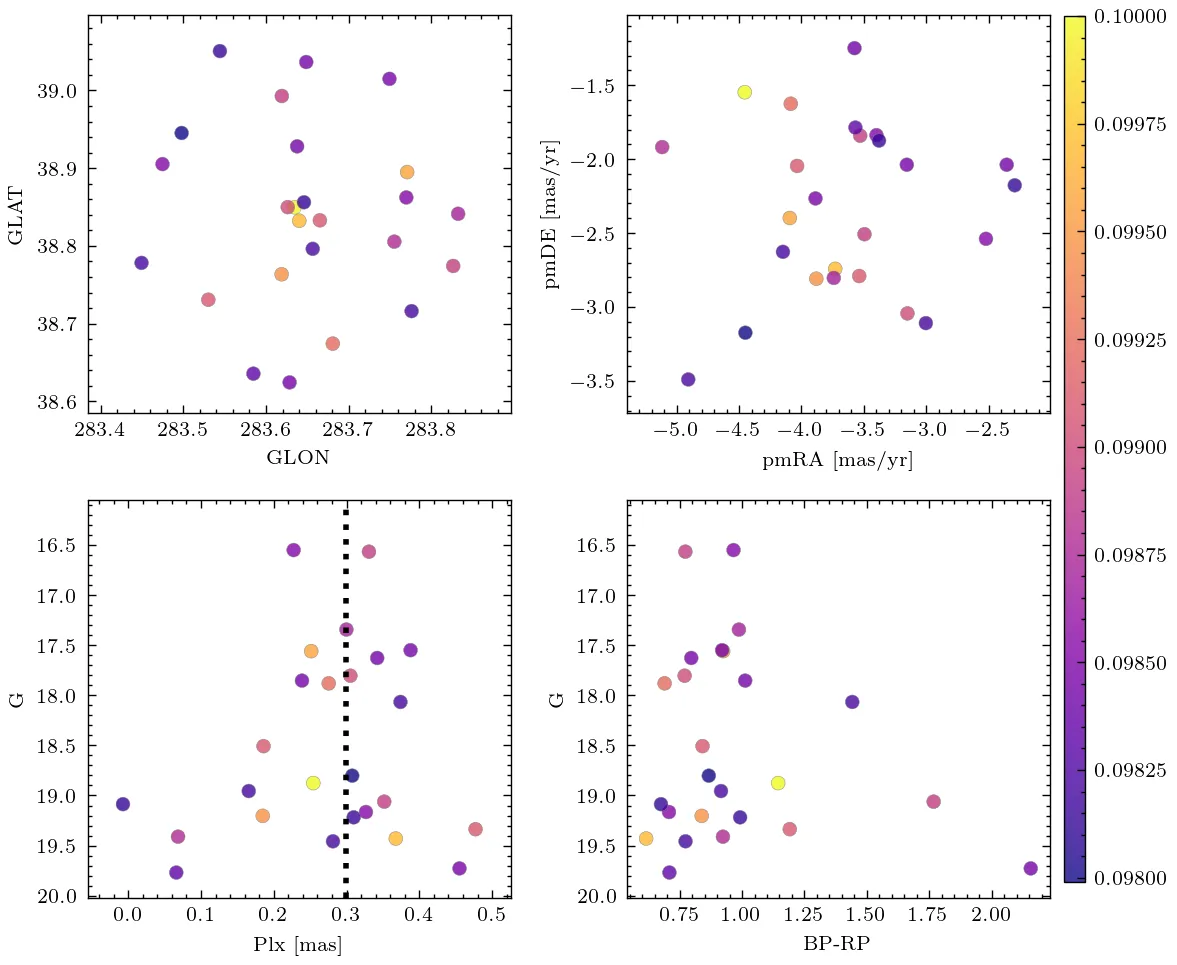 39.0
38.9
38.8
38.7
38.6
GLAT
283.4 283.5 283.6 283.7 283.8
GLON
−1.5
−2.0
−2.5
−3.0
−3.5
pmDE [mas/yr]
−5.0 −4.5 −4.0 −3.5 −3.0 −2.5
pmRA [mas/yr]
16.5
17.0
17.5
18.0
18.5
19.0
19.5
20.0
G
0.0 0.1 0.2 0.3 0.4 0.5
Plx [mas]
16.5
17.0
17.5
18.0
18.5
19.0
19.5
20.0
G
0.75 1.00 1.25 1.50 1.75 2.00
BP-RP
0.10000
0.09975
0.09950
0.09925
0.09900
0.09875
0.09850
0.09825
0.09800